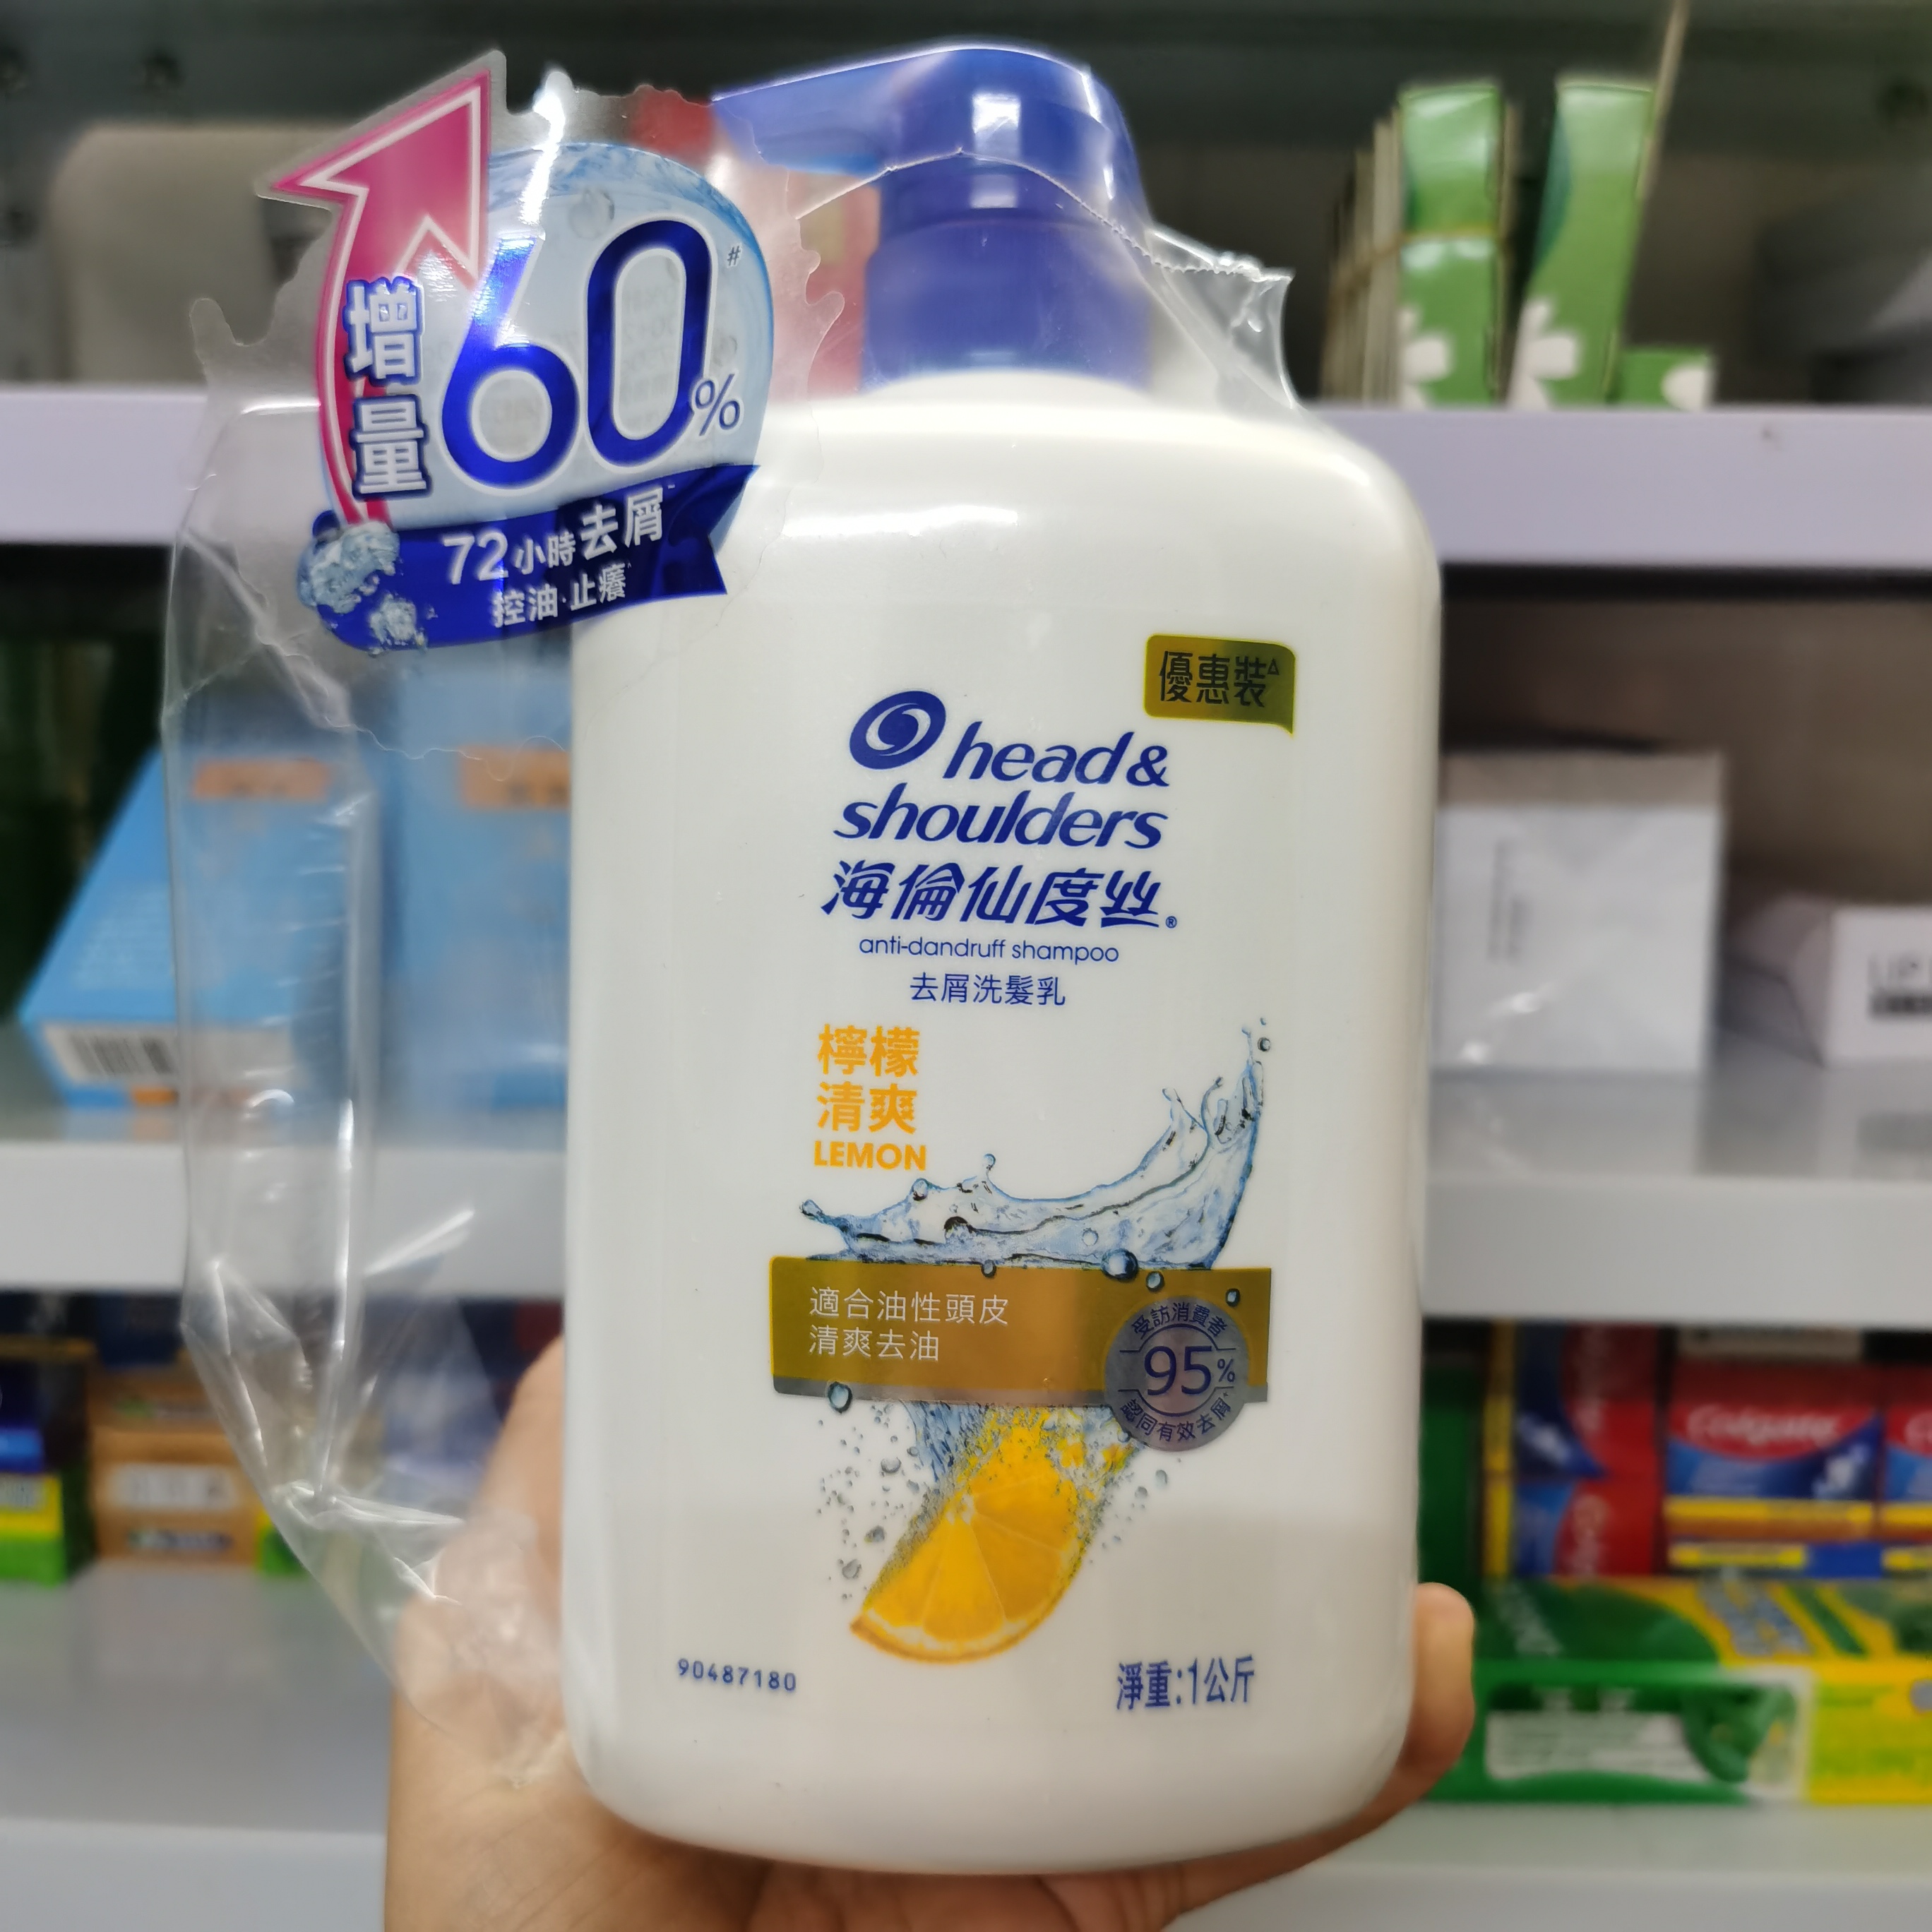 增量
60%#
72小時去屑~
控油·止癢^
優惠裝Δ
head &
shoulders
海倫仙度丝®
anti-dandruff shampoo
去屑洗髮乳
檸檬
清爽
LEMON
適合油性頭皮
清爽去油
受訪消費者
95%
認同有效去屑
90487180
淨重:1公斤
Colgate